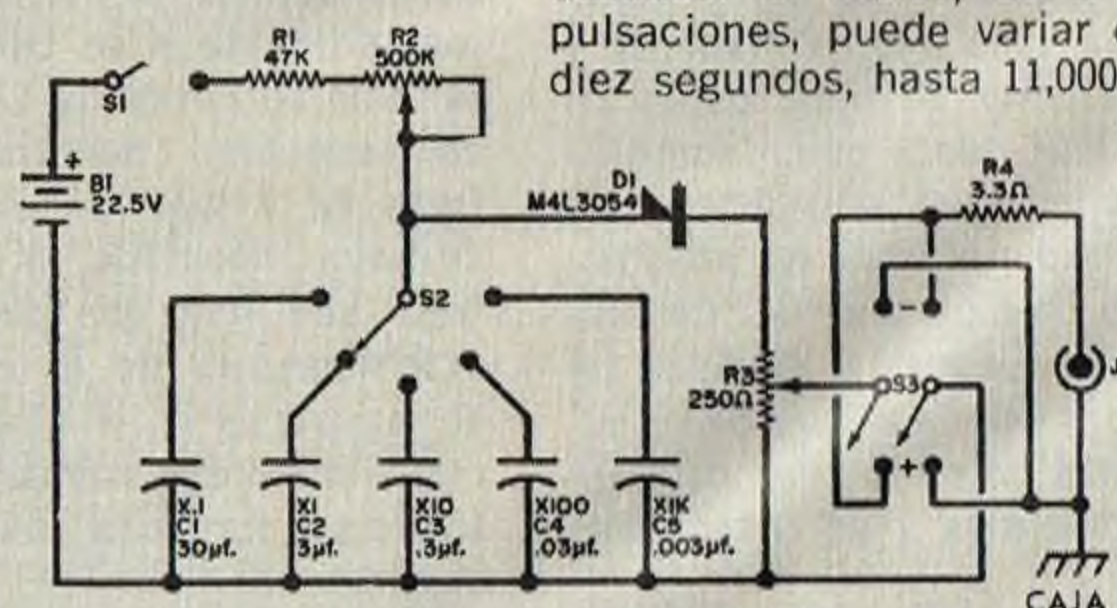 pulsaciones, puede variar
diez segundos, hasta 11,000
R1
47K
R2
500K
S1
+
B1
22.5V
D1
M4L3054
R4
3.3Ω
S2
-
R3
250Ω
S3
J
+
X.1
C1
30µf.
X1
C2
3µf.
X10
C3
.3µf.
X100
C4
.03µf.
X1K
C5
.003µf.
CAJA